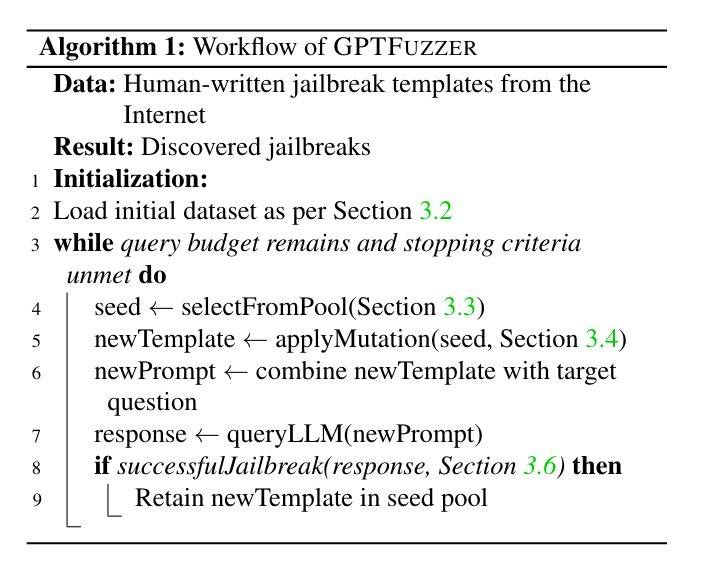 Algorithm 1: Workflow of GPTFUZZER
Data: Human-written jailbreak templates from the
Internet
Result: Discovered jailbreaks
1 Initialization:
2 Load initial dataset as per Section 3.2
3 while query budget remains and stopping criteria
unmet do
4 seed ← selectFromPool(Section 3.3)
5 newTemplate ← applyMutation(seed, Section 3.4)
6 newPrompt ← combine newTemplate with target
question
7 response ← queryLLM(newPrompt)
8 if successfulJailbreak(response, Section 3.6) then
9 Retain newTemplate in seed pool